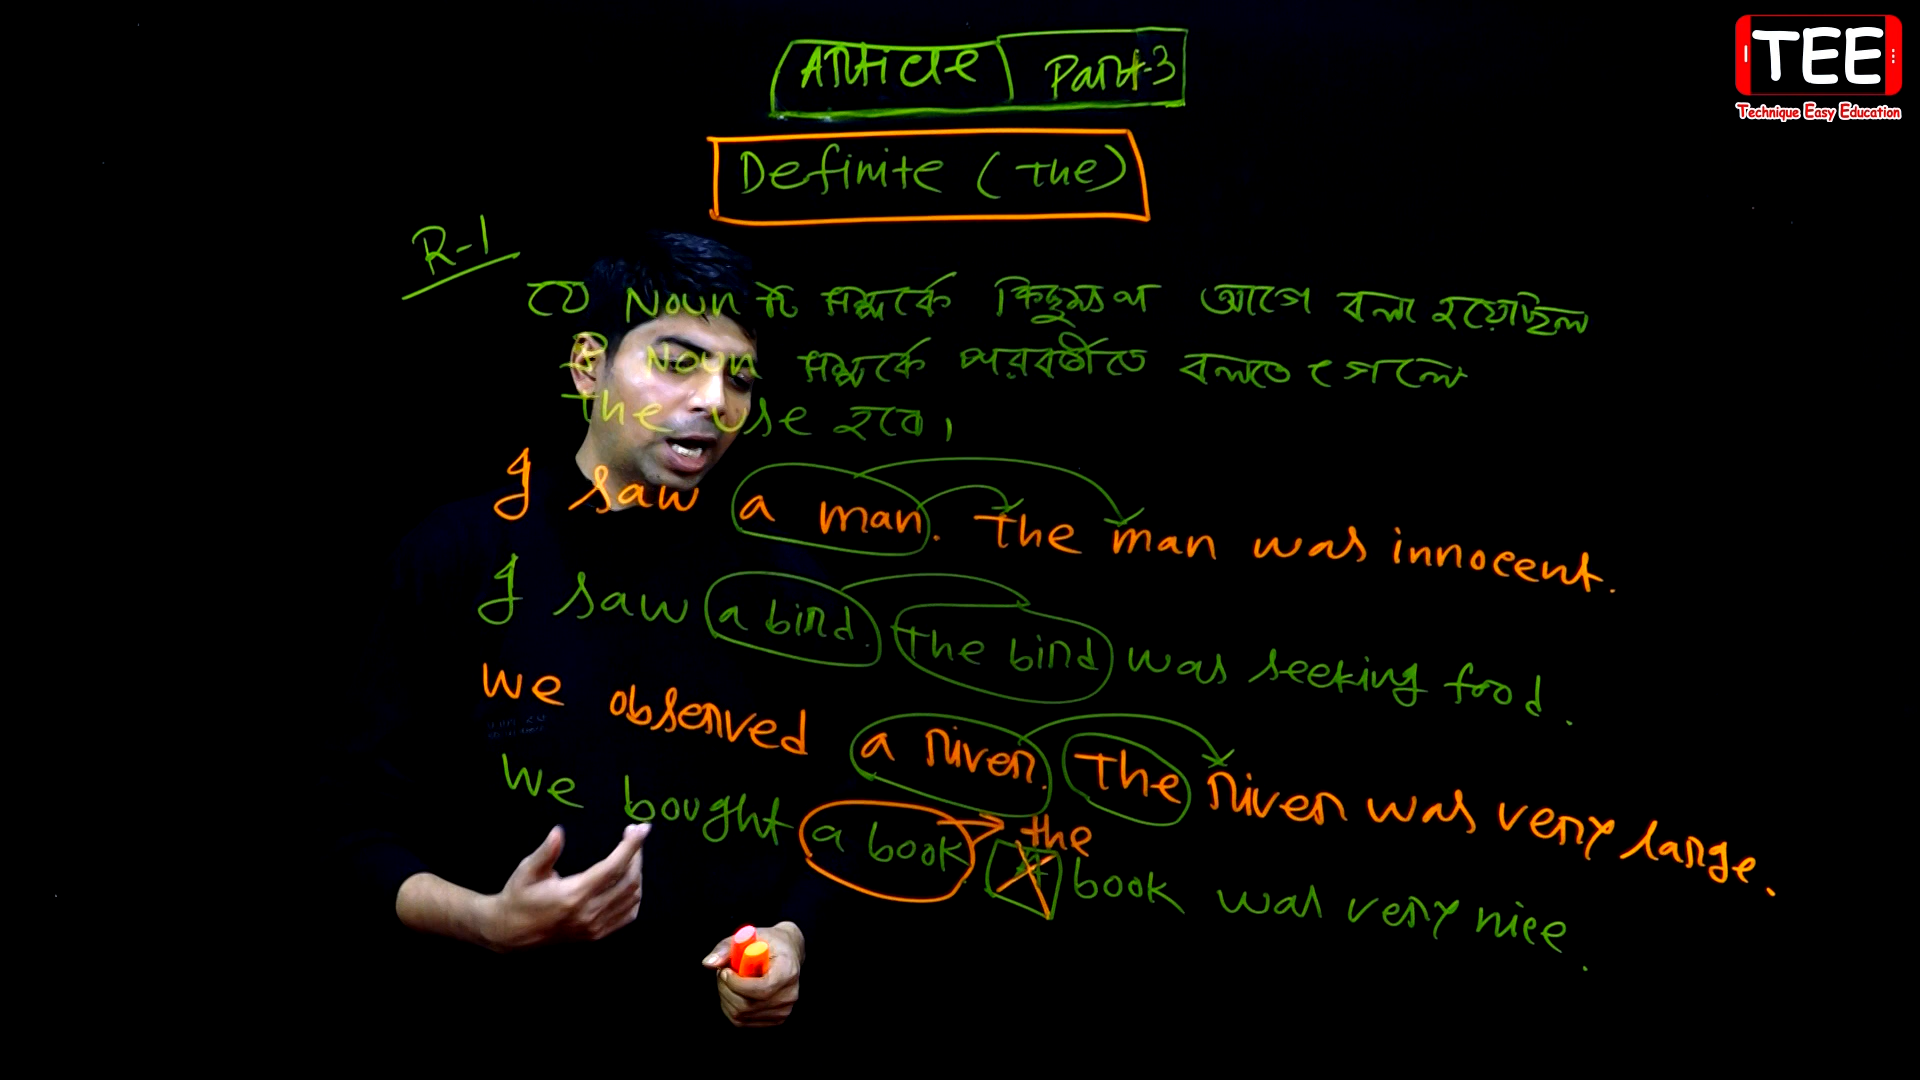 Article Part-3
TEE
Technique Easy Education
Definite (The)
R-1
যে Noun টি সম্পর্কে কিছুক্ষণ আগে বলা হয়েছিল
ঐ Noun সম্পর্কে পরবর্তীতে বলতে গেলে
The use হবে।
I saw a man. The man was innocent.
I saw a bird. The bird was seeking food.
We observed a river. The river was very large.
the
We bought a book. book was very nice.